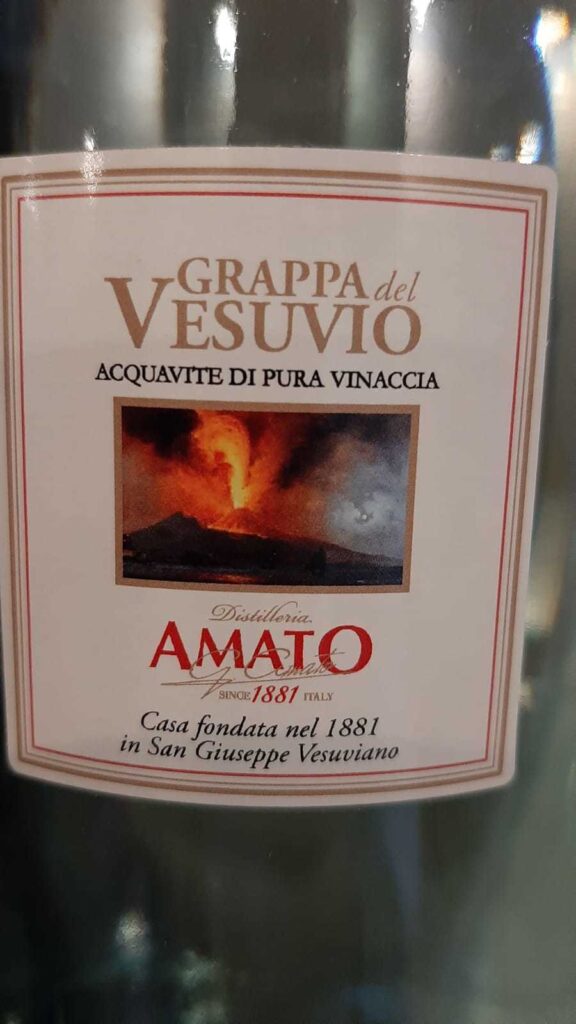 GRAPPA del
VESUVIO
ACQUAVITE DI PURA VINACCIA
Distilleria
AMATO
G. Amato
SINCE 1881 ITALY
Casa fondata nel 1881
in San Giuseppe Vesuviano